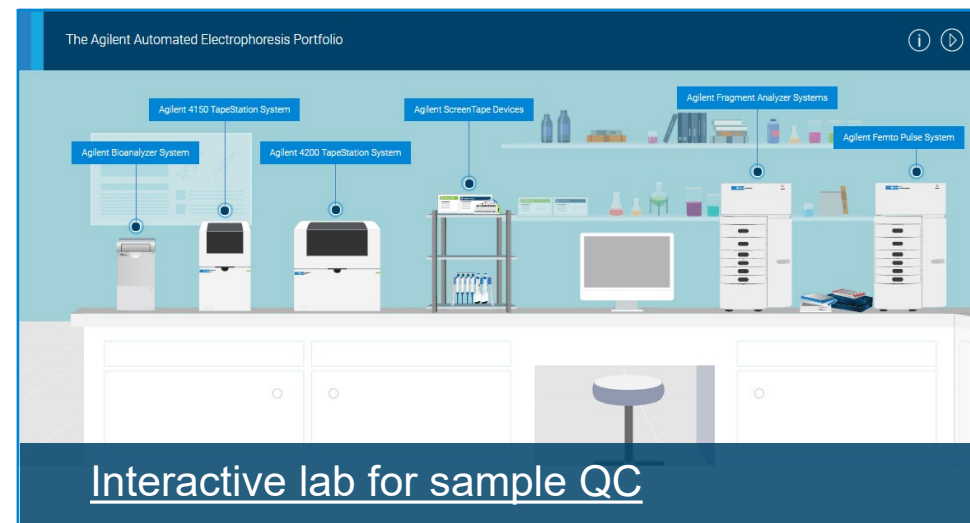 The Agilent Automated Electrophoresis Portfolio
Agilent Fragment Analyzer Systems
Agilent 4150 TapeStation System
Agilent ScreenTape Devices
Agilent Femto Pulse System
Agilent Bioanalyzer System
Agilent 4200 TapeStation System
Interactive lab for sample QC